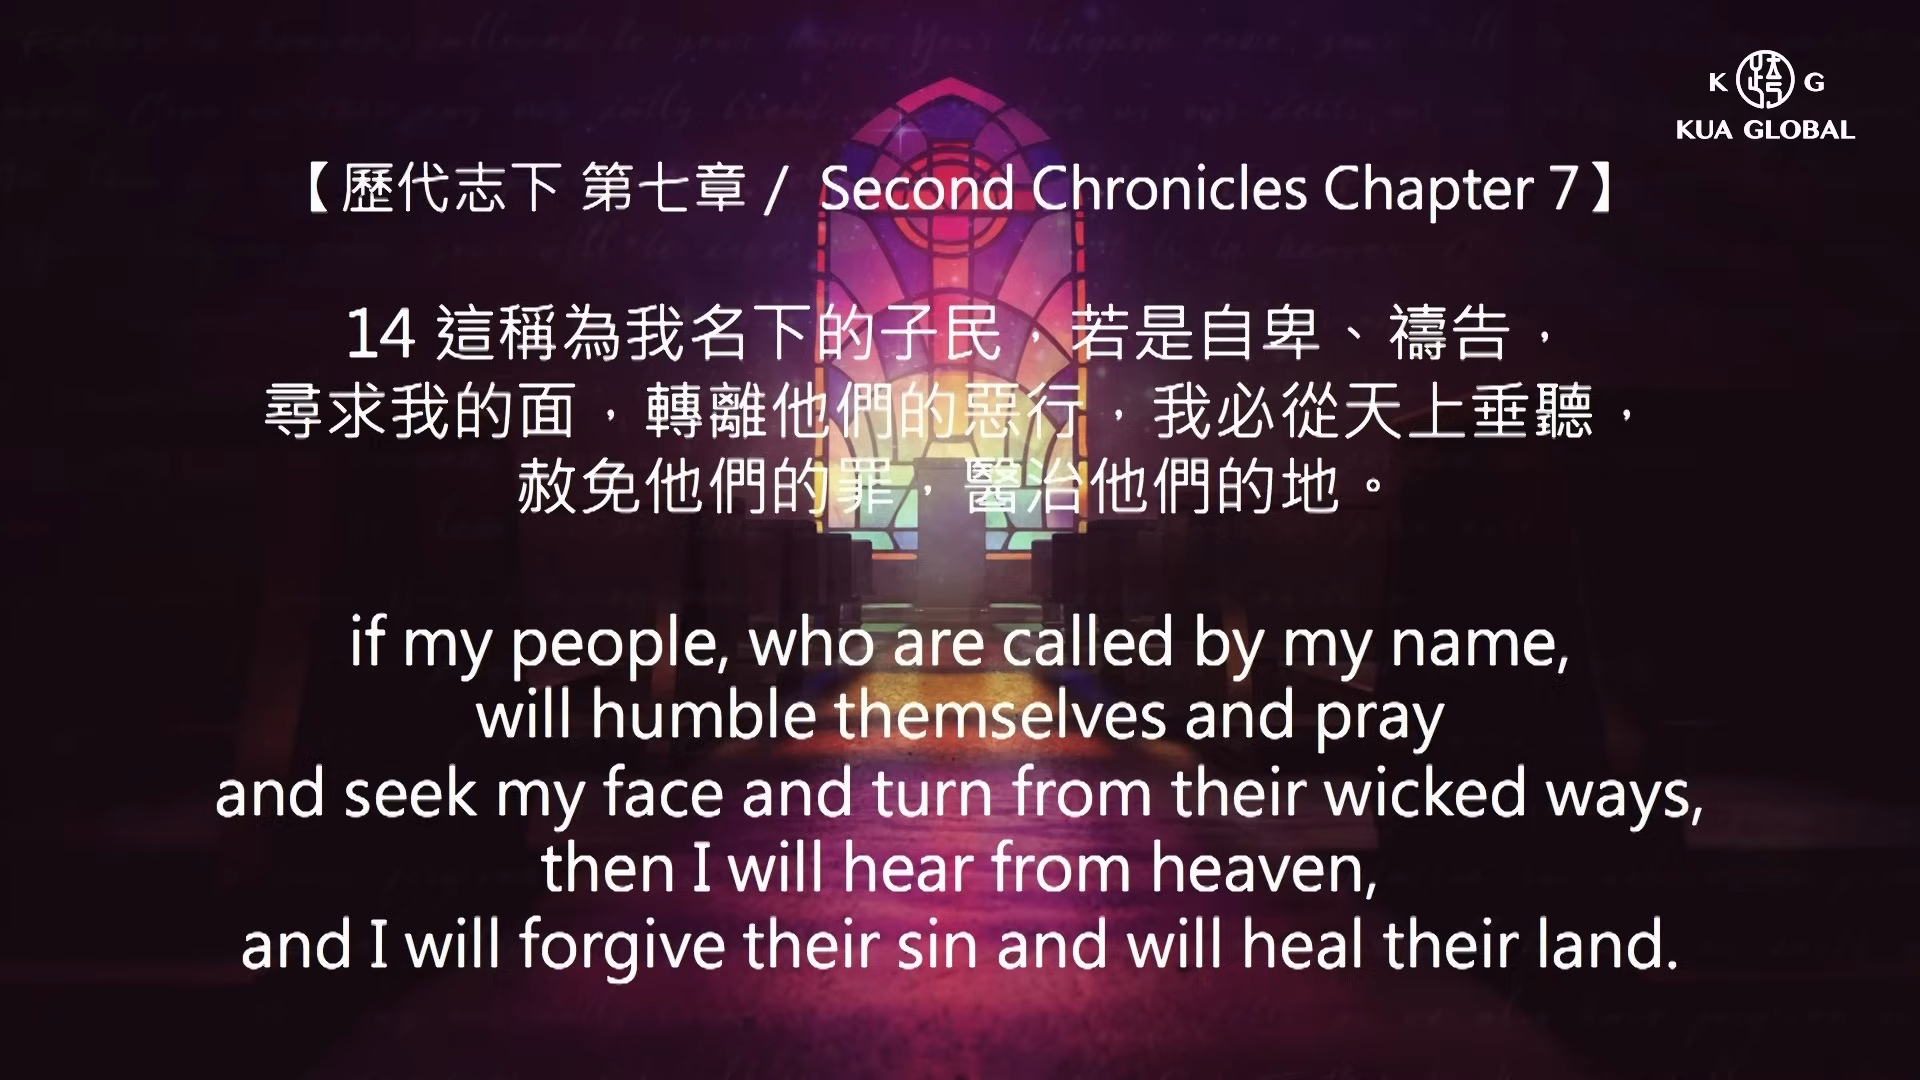 K G
KUA GLOBAL
【歷代志下 第七章 / Second Chronicles Chapter 7】
14 這稱為我名下的子民,若是自卑、禱告,
尋求我的面,轉離他們的惡行,我必從天上垂聽,
赦免他們的罪,醫治他們的地。
if my people, who are called by my name,
will humble themselves and pray
and seek my face and turn from their wicked ways,
then I will hear from heaven,
and I will forgive their sin and will heal their land.